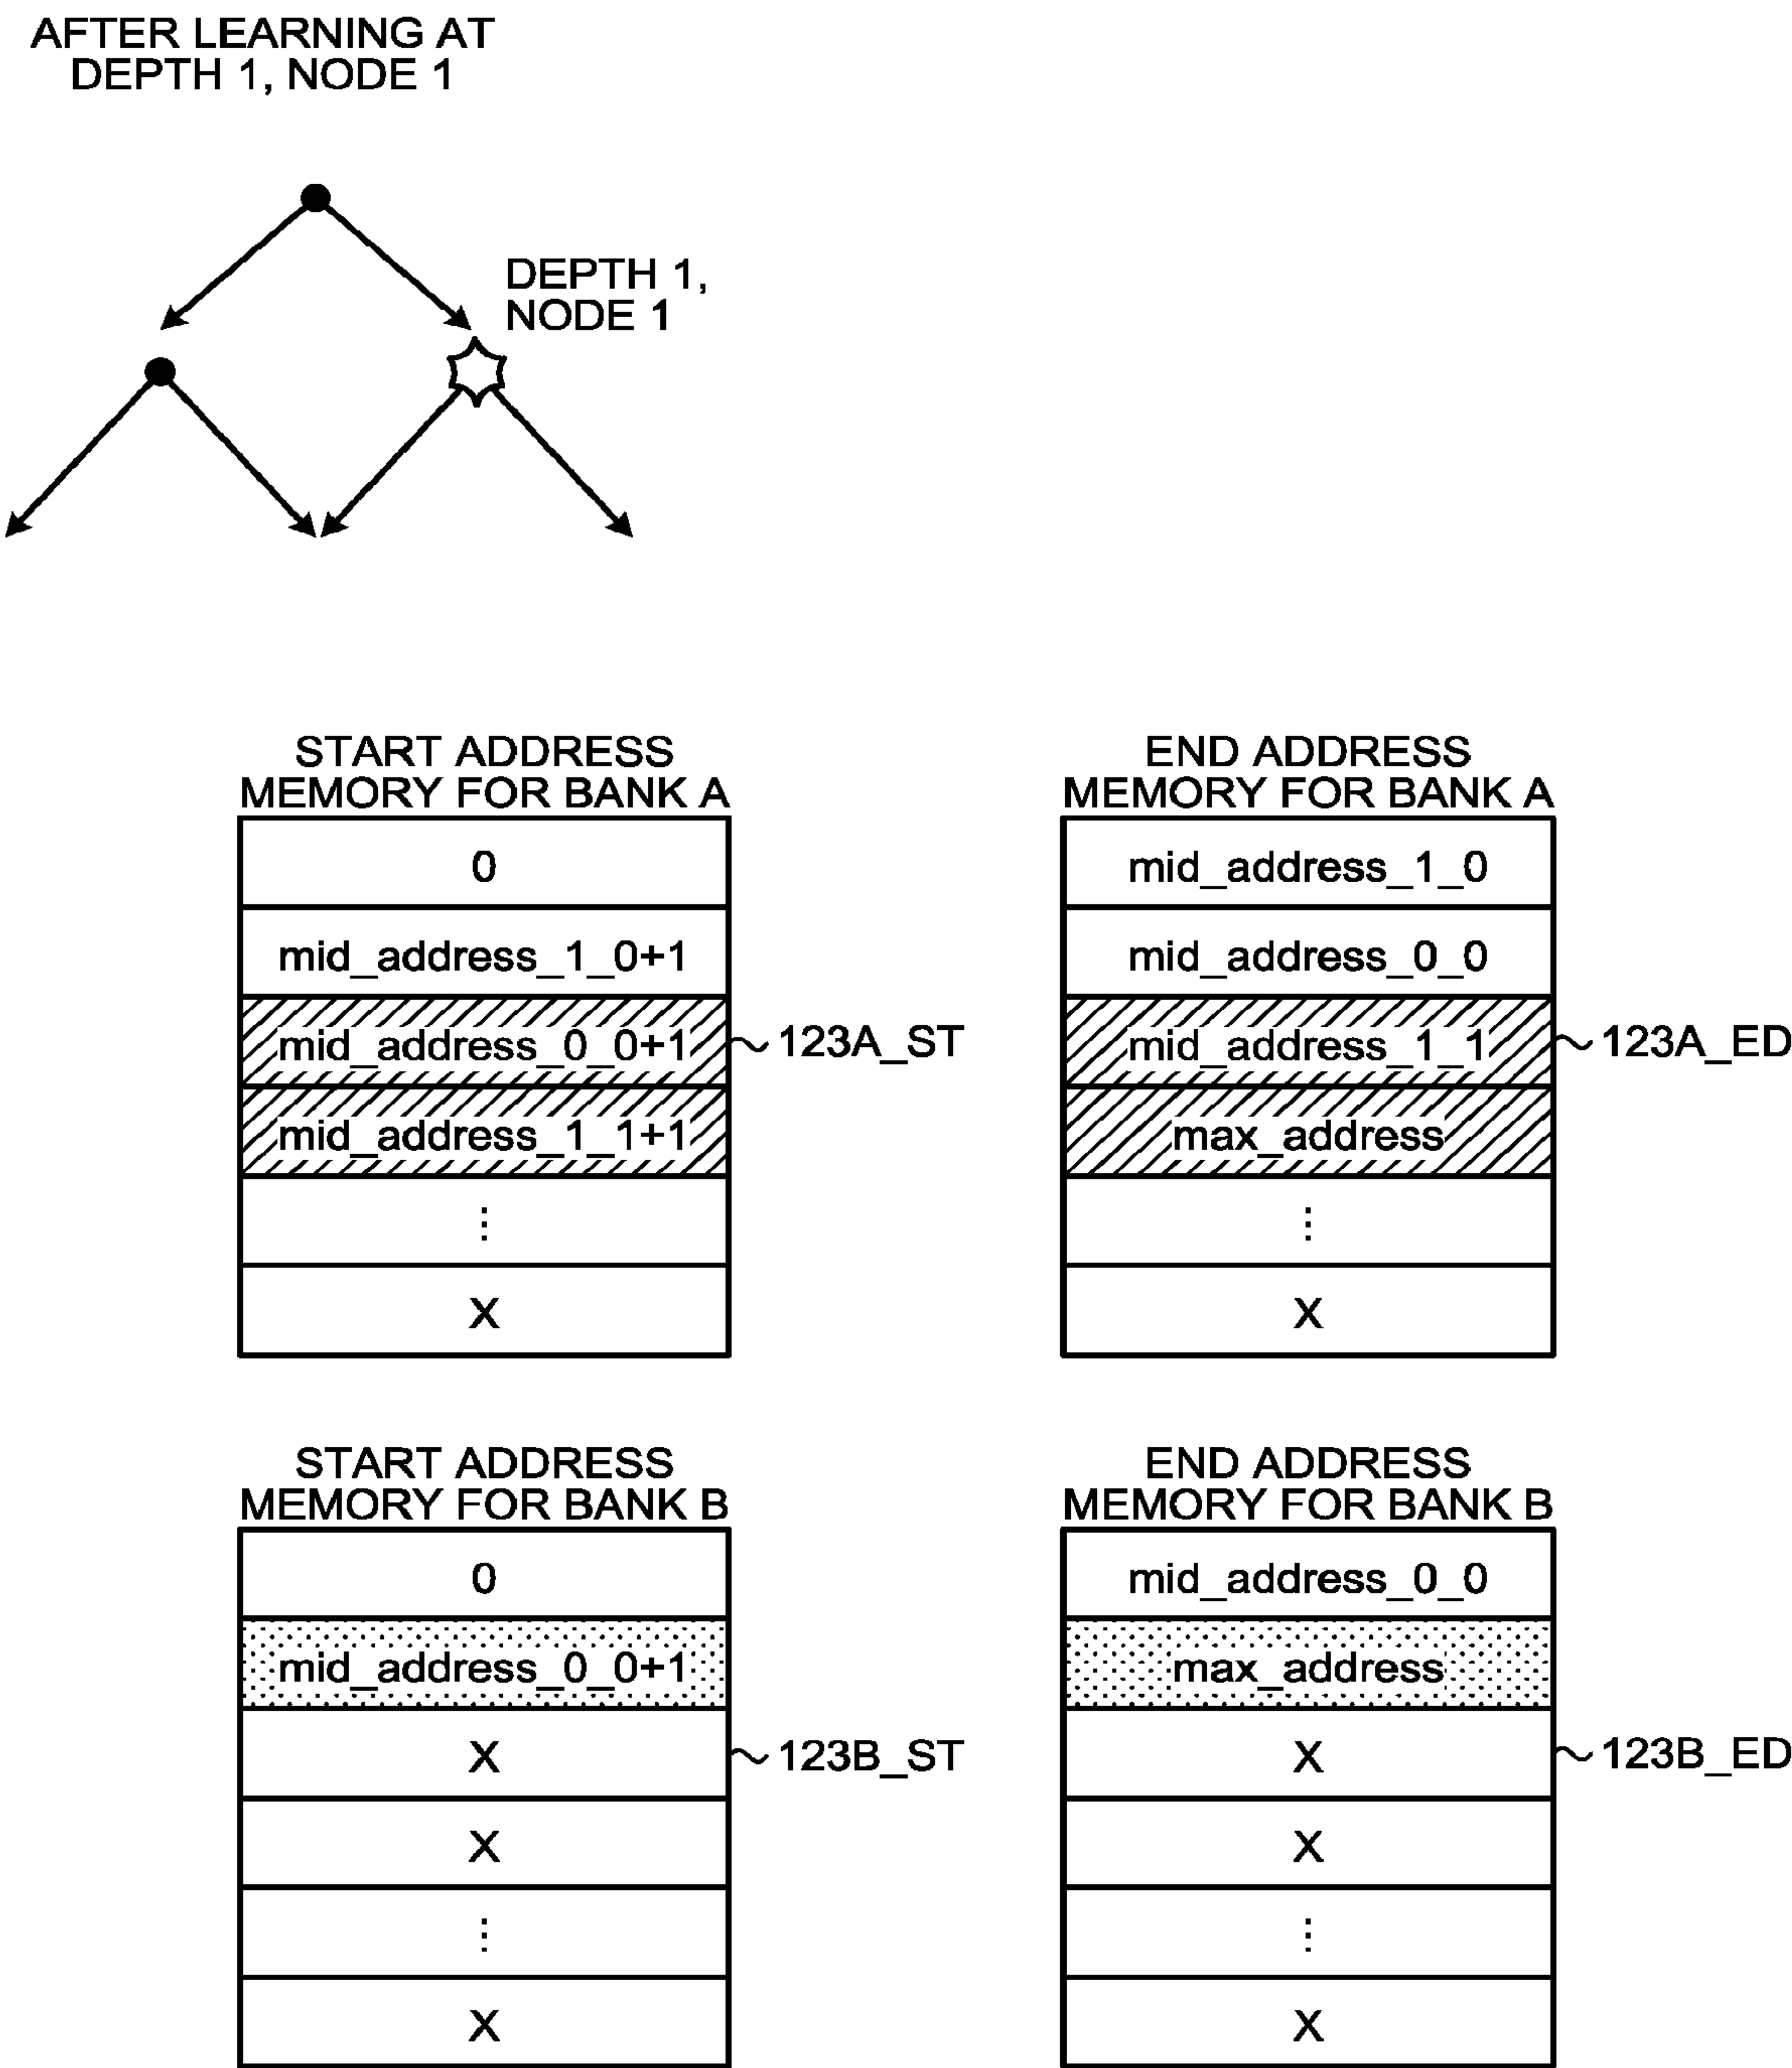 AFTER LEARNING AT
DEPTH 1, NODE 1
DEPTH 1,
NODE 1
START ADDRESS
MEMORY FOR BANK A
0
mid_address_1_0+1
mid_address_0_0+1
mid_address_1_1+1
⋮
X
123A_ST
END ADDRESS
MEMORY FOR BANK A
mid_address_1_0
mid_address_0_0
mid_address_1_1
max_address
⋮
X
123A_ED
START ADDRESS
MEMORY FOR BANK B
0
mid_address_0_0+1
X
X
⋮
X
123B_ST
END ADDRESS
MEMORY FOR BANK B
mid_address_0_0
max_address
X
X
⋮
X
123B_ED